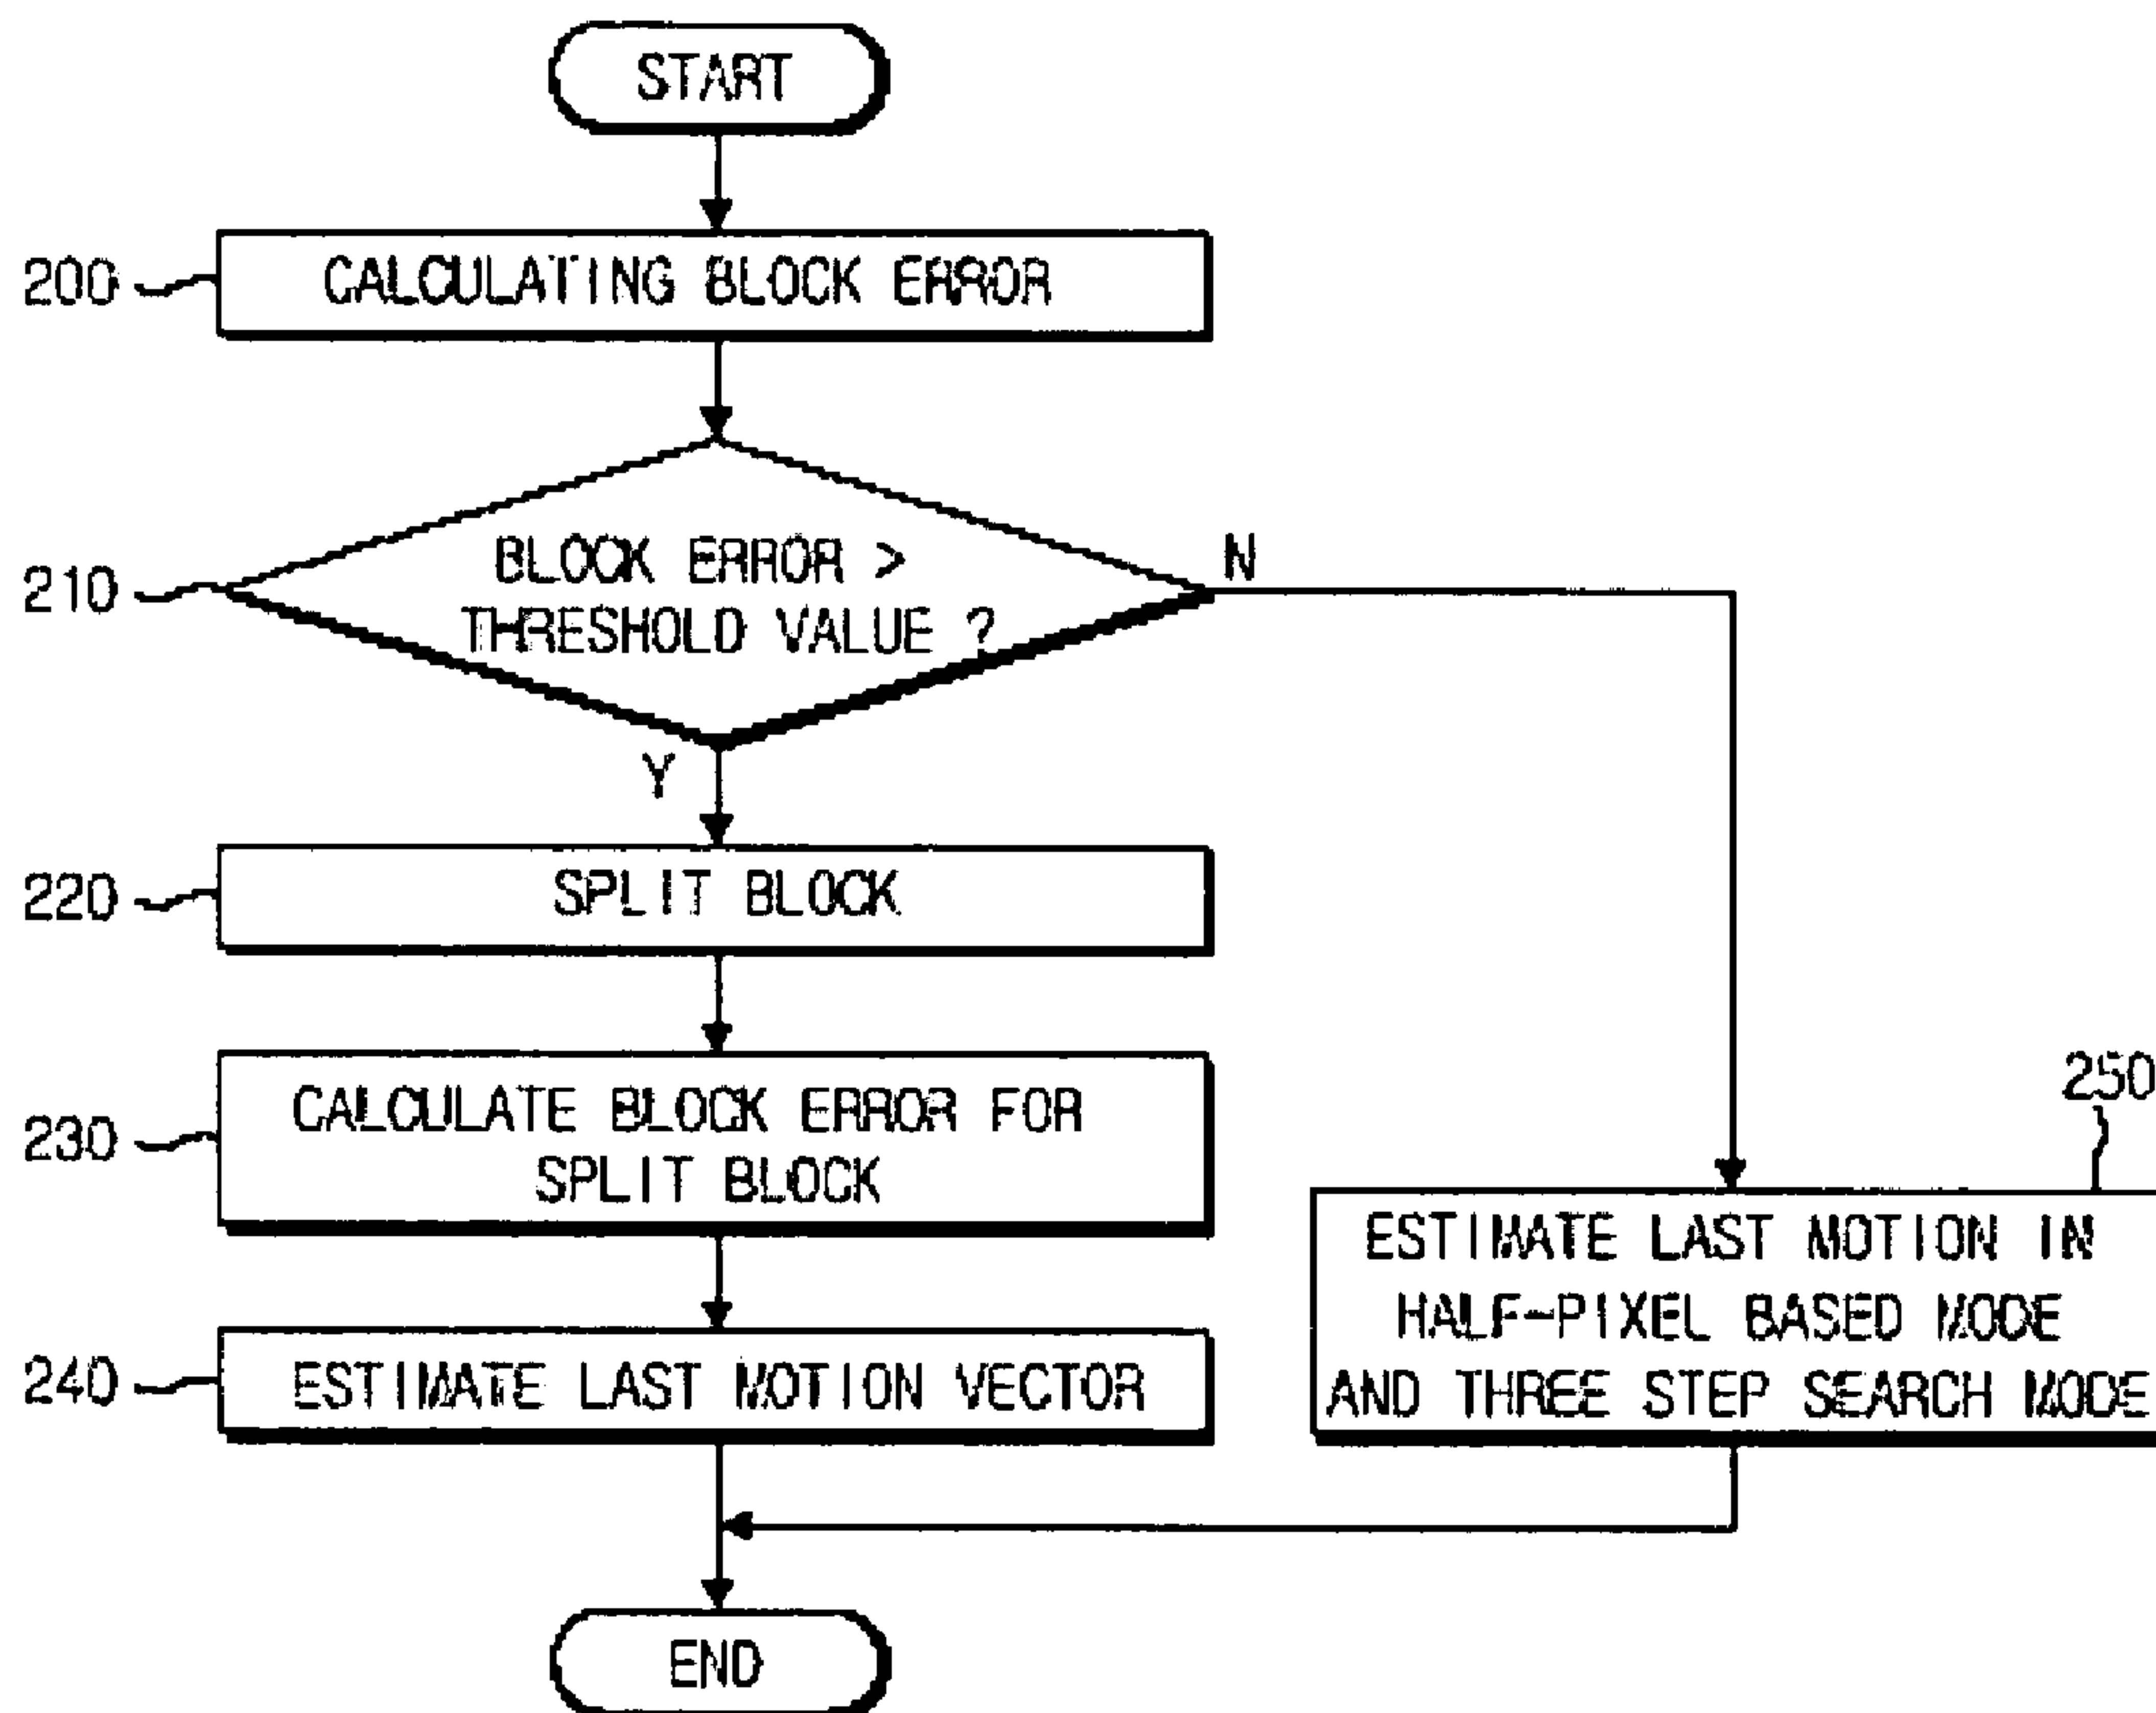 START
200
CALCULATING BLOCK ERROR
210
BLOCK ERROR >
THRESHOLD VALUE ?
N
Y
220
SPLIT BLOCK
230
CALCULATE BLOCK ERROR FOR
SPLIT BLOCK
240
ESTIMATE LAST MOTION VECTOR
250
ESTIMATE LAST MOTION IN
HALF-PIXEL BASED MODE
AND THREE STEP SEARCH MODE
END